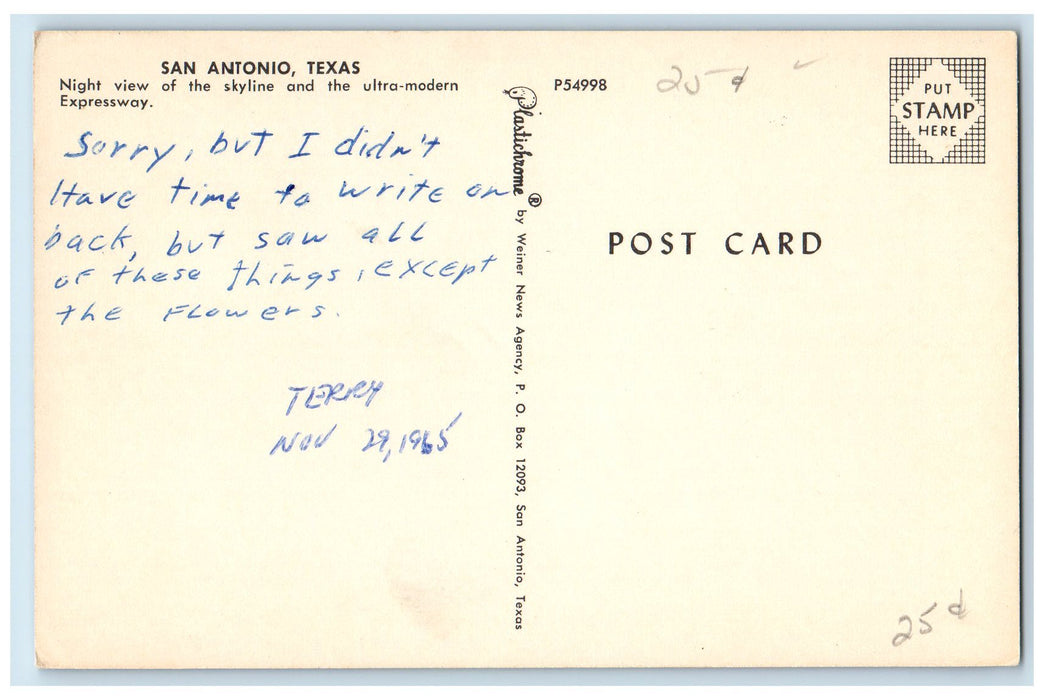 SAN ANTONIO, TEXAS
Night view of the skyline and the ultra-modern
Expressway.
Sorry, but I didn't
Have time to write on
back, but saw all
of these things, except
the Flowers.
TERRY
NOV 29, 1965
Plastichrome® by Weiner News Agency, P. O. Box 12093, San Antonio, Texas
P54998
25¢
PUT
STAMP
HERE
POST CARD
25¢